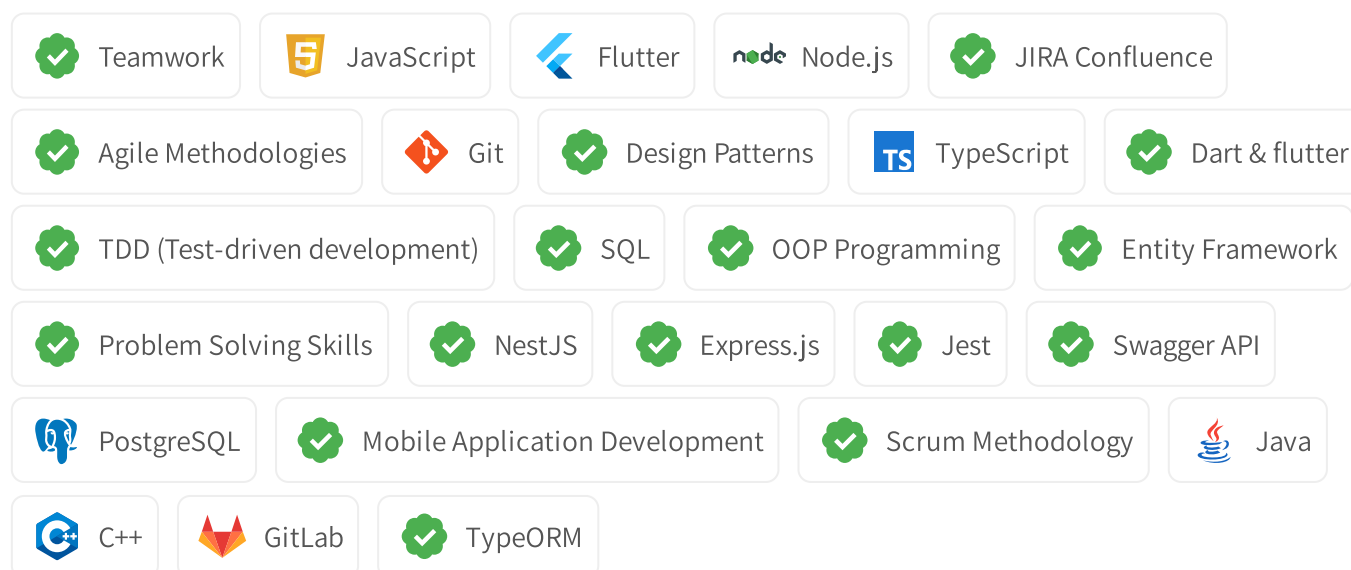 Teamwork JavaScript Flutter node Node.js JIRA Confluence
Agile Methodologies Git Design Patterns TS TypeScript Dart & flutter
TDD (Test-driven development) SQL OOP Programming Entity Framework
Problem Solving Skills NestJS Express.js Jest Swagger API
PostgreSQL Mobile Application Development Scrum Methodology Java
C++ C++ GitLab TypeORM